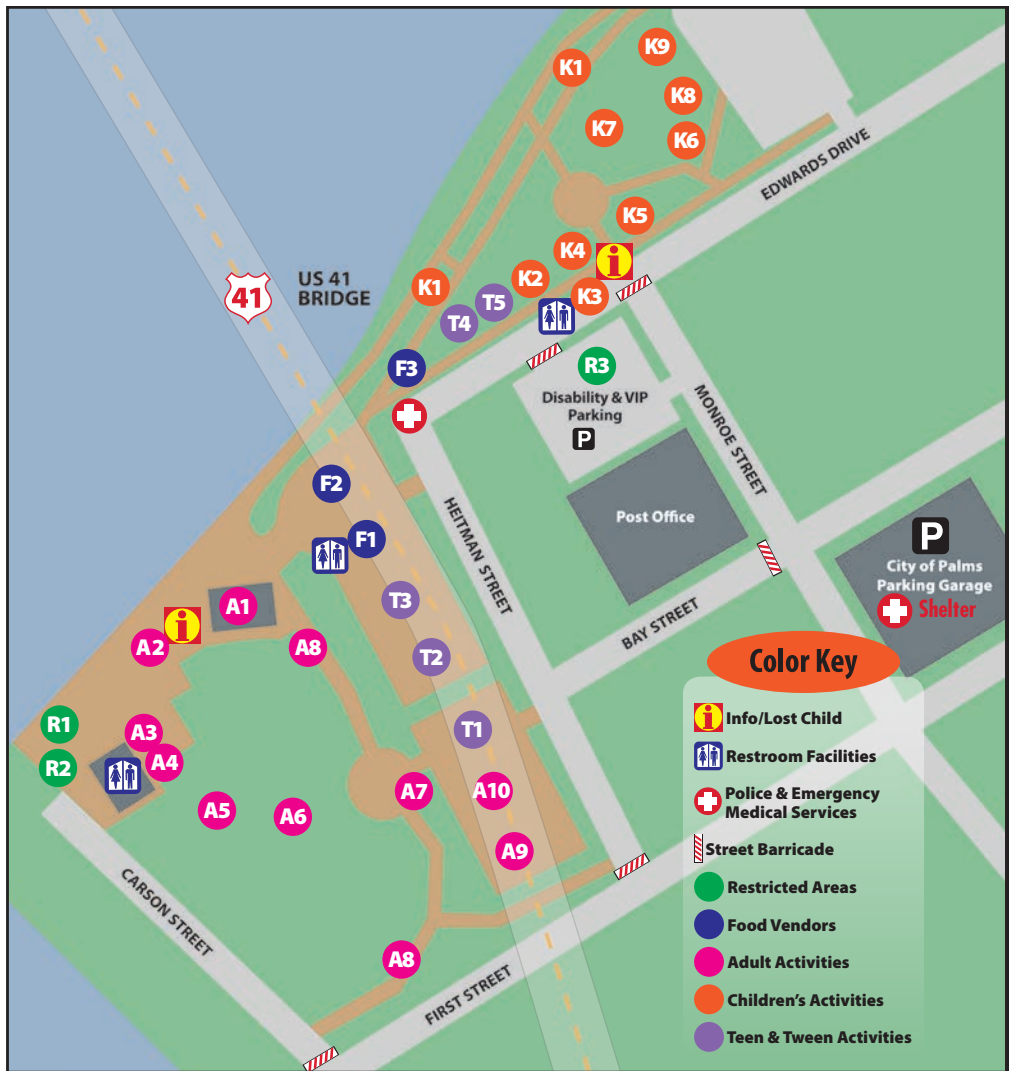 K9
K1
K8
K7
K6
EDWARDS DRIVE
K5
K4
i
US 41
BRIDGE
41
K1
K2
K3
T5
T4
F3
R3
Disability & VIP
Parking
P
MONROE STREET
F2
HEITMAN STREET
Post Office
F1
P
City of Palms
Parking Garage
Shelter
T3
A1
i
A2
A8
T2
BAY STREET
R1
A3
T1
R2
A4
A7
A10
A5
A6
A9
CARSON STREET
A8
FIRST STREET
Color Key
i
Info/Lost Child
Restroom Facilities
Police & Emergency
Medical Services
Street Barricade
Restricted Areas
Food Vendors
Adult Activities
Children's Activities
Teen & Tween Activities